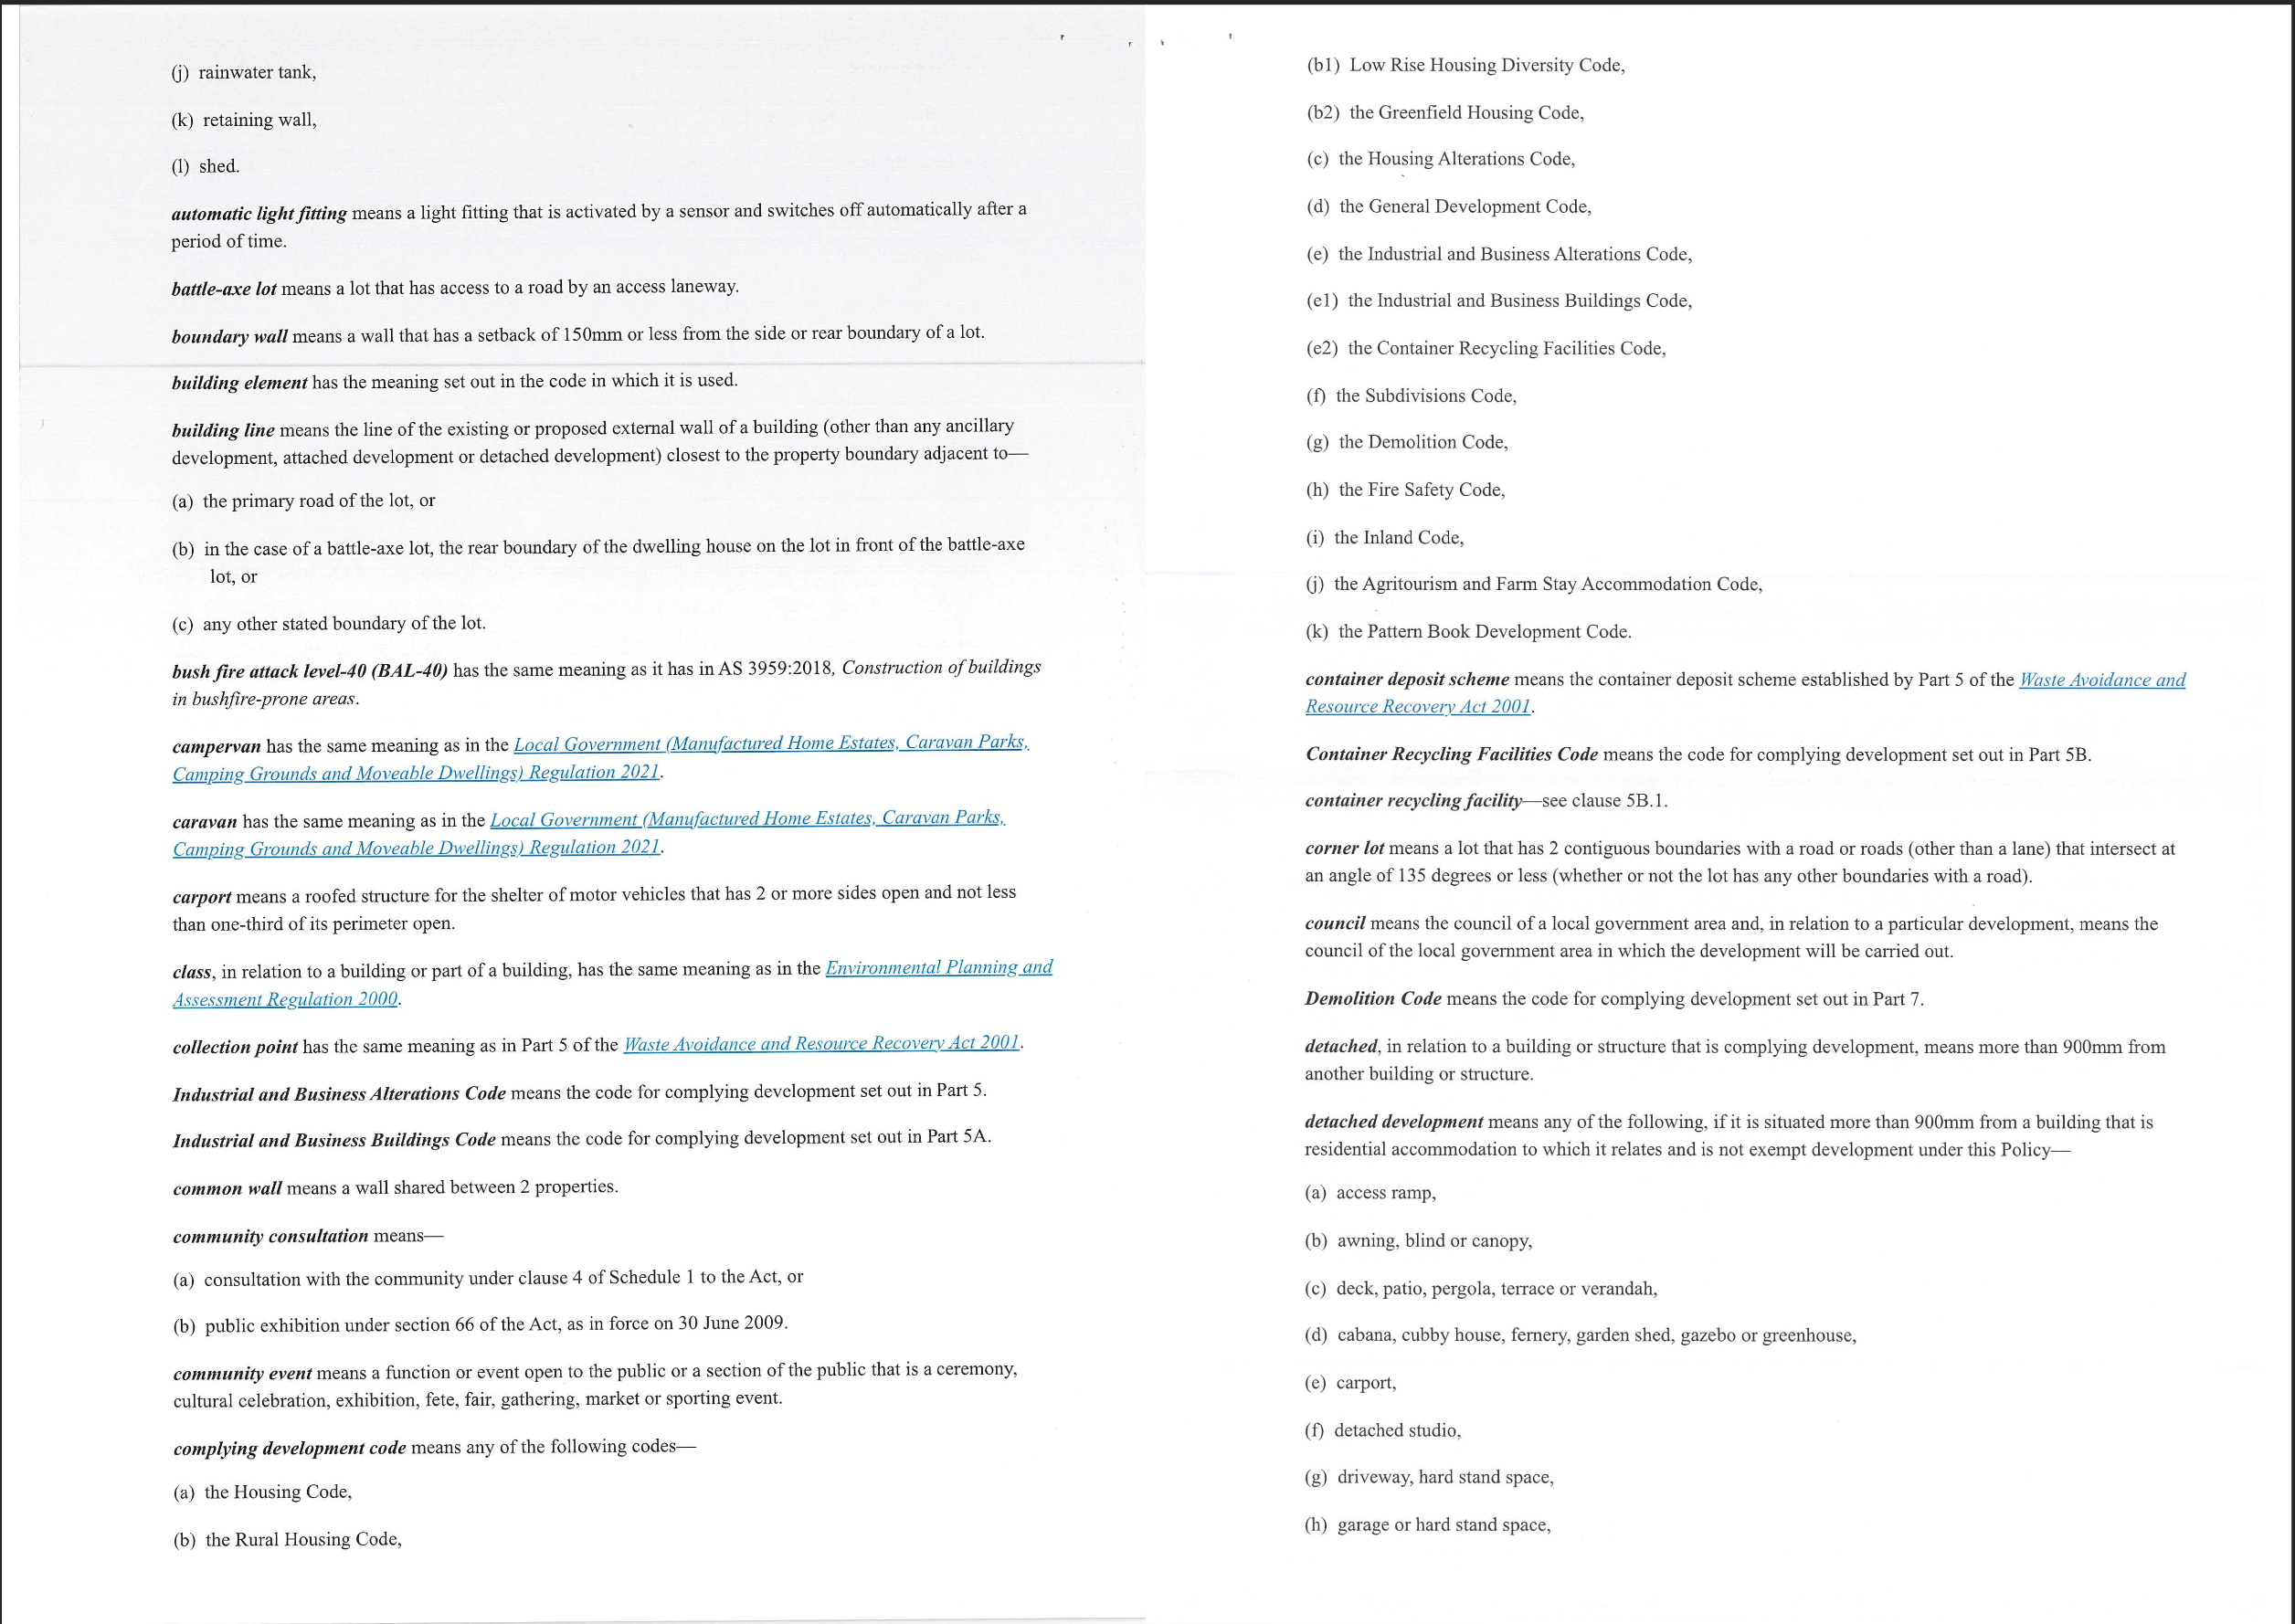 (j) rainwater tank,
(k) retaining wall,
(l) shed.
automatic light fitting means a light fitting that is activated by a sensor and switches off automatically after a
period of time.
battle-axe lot means a lot that has access to a road by an access laneway.
boundary wall means a wall that has a setback of 150mm or less from the side or rear boundary of a lot.
building element has the meaning set out in the code in which it is used.
building line means the line of the existing or proposed external wall of a building (other than any ancillary
development, attached development or detached development) closest to the property boundary adjacent to—
(a) the primary road of the lot, or
(b) in the case of a battle-axe lot, the rear boundary of the dwelling house on the lot in front of the battle-axe
lot, or
(c) any other stated boundary of the lot.
bush fire attack level-40 (BAL-40) has the same meaning as it has in AS 3959:2018, Construction of buildings
in bushfire-prone areas.
campervan has the same meaning as in the Local Government (Manufactured Home Estates, Caravan Parks,
Camping Grounds and Moveable Dwellings) Regulation 2021.
caravan has the same meaning as in the Local Government (Manufactured Home Estates, Caravan Parks,
Camping Grounds and Moveable Dwellings) Regulation 2021.
carport means a roofed structure for the shelter of motor vehicles that has 2 or more sides open and not less
than one-third of its perimeter open.
class, in relation to a building or part of a building, has the same meaning as in the Environmental Planning and
Assessment Regulation 2000.
collection point has the same meaning as in Part 5 of the Waste Avoidance and Resource Recovery Act 2001.
Industrial and Business Alterations Code means the code for complying development set out in Part 5.
Industrial and Business Buildings Code means the code for complying development set out in Part 5A.
common wall means a wall shared between 2 properties.
community consultation means—
(a) consultation with the community under clause 4 of Schedule 1 to the Act, or
(b) public exhibition under section 66 of the Act, as in force on 30 June 2009.
community event means a function or event open to the public or a section of the public that is a ceremony,
cultural celebration, exhibition, fete, fair, gathering, market or sporting event.
complying development code means any of the following codes—
(a) the Housing Code,
(b) the Rural Housing Code,
(b1) Low Rise Housing Diversity Code,
(b2) the Greenfield Housing Code,
(c) the Housing Alterations Code,
(d) the General Development Code,
(e) the Industrial and Business Alterations Code,
(e1) the Industrial and Business Buildings Code,
(e2) the Container Recycling Facilities Code,
(f) the Subdivisions Code,
(g) the Demolition Code,
(h) the Fire Safety Code,
(i) the Inland Code,
(j) the Agritourism and Farm Stay Accommodation Code,
(k) the Pattern Book Development Code.
container deposit scheme means the container deposit scheme established by Part 5 of the Waste Avoidance and
Resource Recovery Act 2001.
Container Recycling Facilities Code means the code for complying development set out in Part 5B.
container recycling facility—see clause 5B.1.
corner lot means a lot that has 2 contiguous boundaries with a road or roads (other than a lane) that intersect at
an angle of 135 degrees or less (whether or not the lot has any other boundaries with a road).
council means the council of a local government area and, in relation to a particular development, means the
council of the local government area in which the development will be carried out.
Demolition Code means the code for complying development set out in Part 7.
detached, in relation to a building or structure that is complying development, means more than 900mm from
another building or structure.
detached development means any of the following, if it is situated more than 900mm from a building that is
residential accommodation to which it relates and is not exempt development under this Policy—
(a) access ramp,
(b) awning, blind or canopy,
(c) deck, patio, pergola, terrace or verandah,
(d) cabana, cubby house, fernery, garden shed, gazebo or greenhouse,
(e) carport,
(f) detached studio,
(g) driveway, hard stand space,
(h) garage or hard stand space,